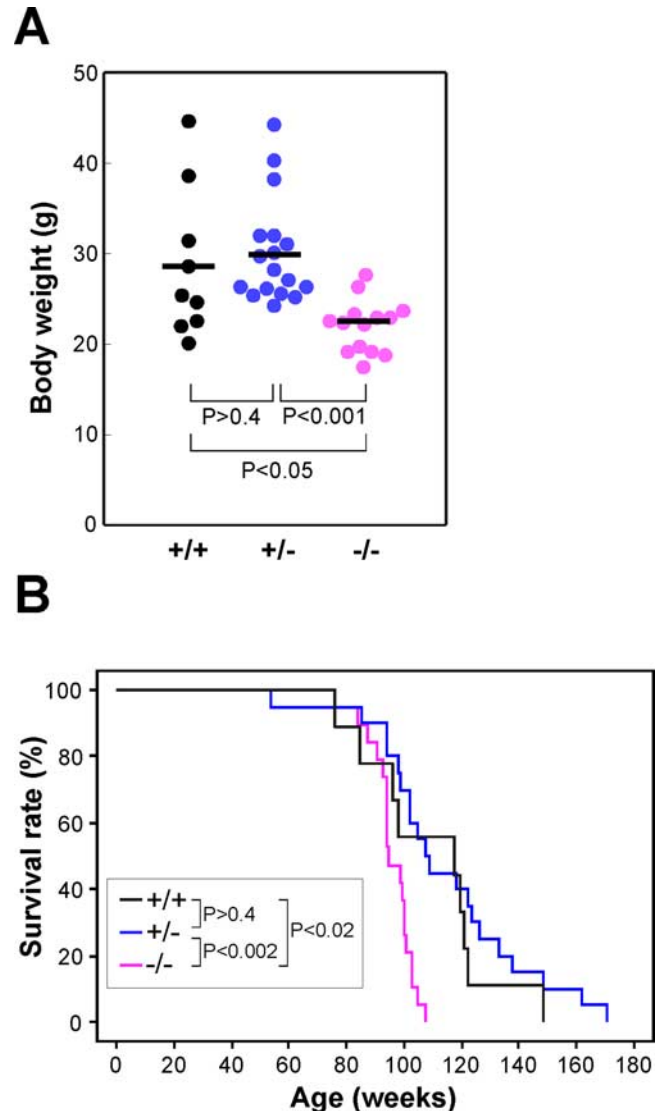 A
Body weight (g)
50
40
30
20
10
0
P>0.4
P<0.001
P<0.05
+/+
+/-
-/-
B
Survival rate (%)
100
80
60
40
20
0
+/+
+/-
-/-
P>0.4
P<0.002
P<0.02
0 20 40 60 80 100 120 140 160 180
Age (weeks)